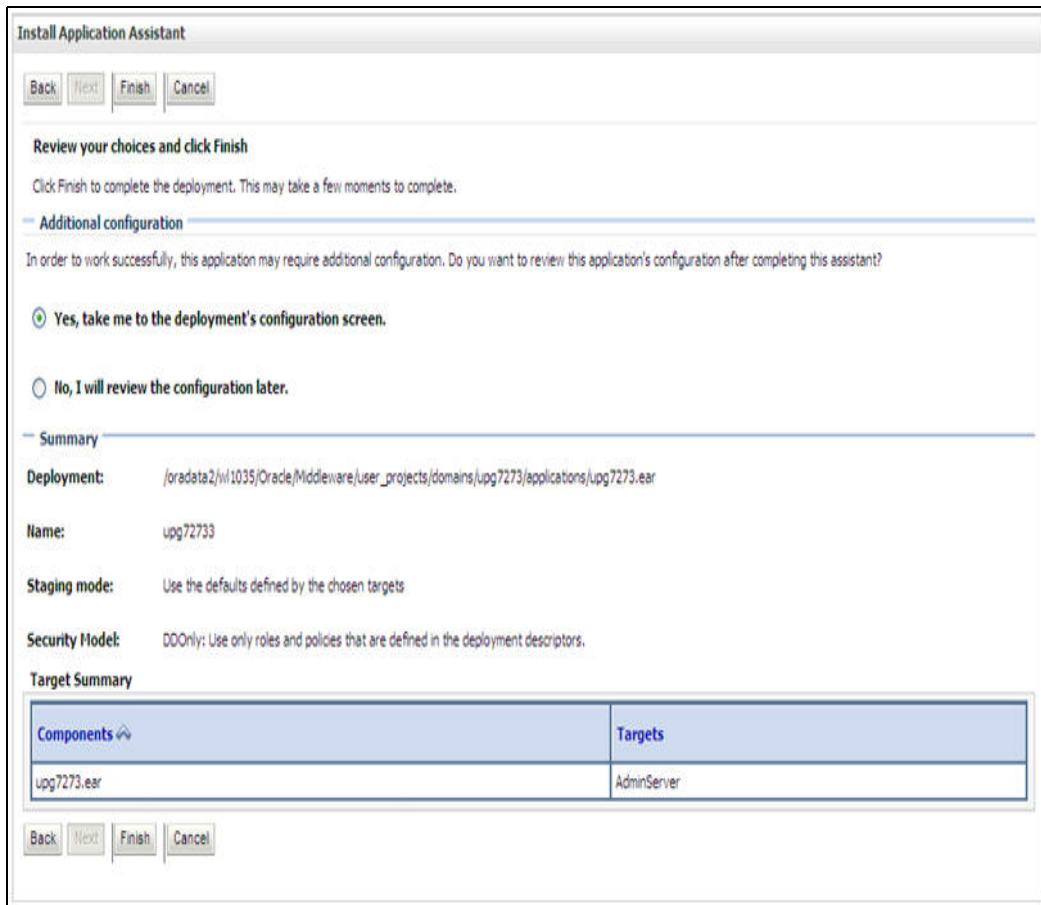 Install Application Assistant
Back Next Finish Cancel
Review your choices and click Finish
Click Finish to complete the deployment. This may take a few moments to complete.
Additional configuration
In order to work successfully, this application may require additional configuration. Do you want to review this application's configuration after completing this assistant?
Yes, take me to the deployment's configuration screen.
No, I will review the configuration later.
Summary
Deployment: /oradata2/wl1035/Oracle/Middleware/user_projects/domains/upg7273/applications/upg7273.ear
Name: upg72733
Staging mode: Use the defaults defined by the chosen targets
Security Model: DDOnly: Use only roles and policies that are defined in the deployment descriptors.
Target Summary
Components Targets
upg7273.ear AdminServer
Back Next Finish Cancel